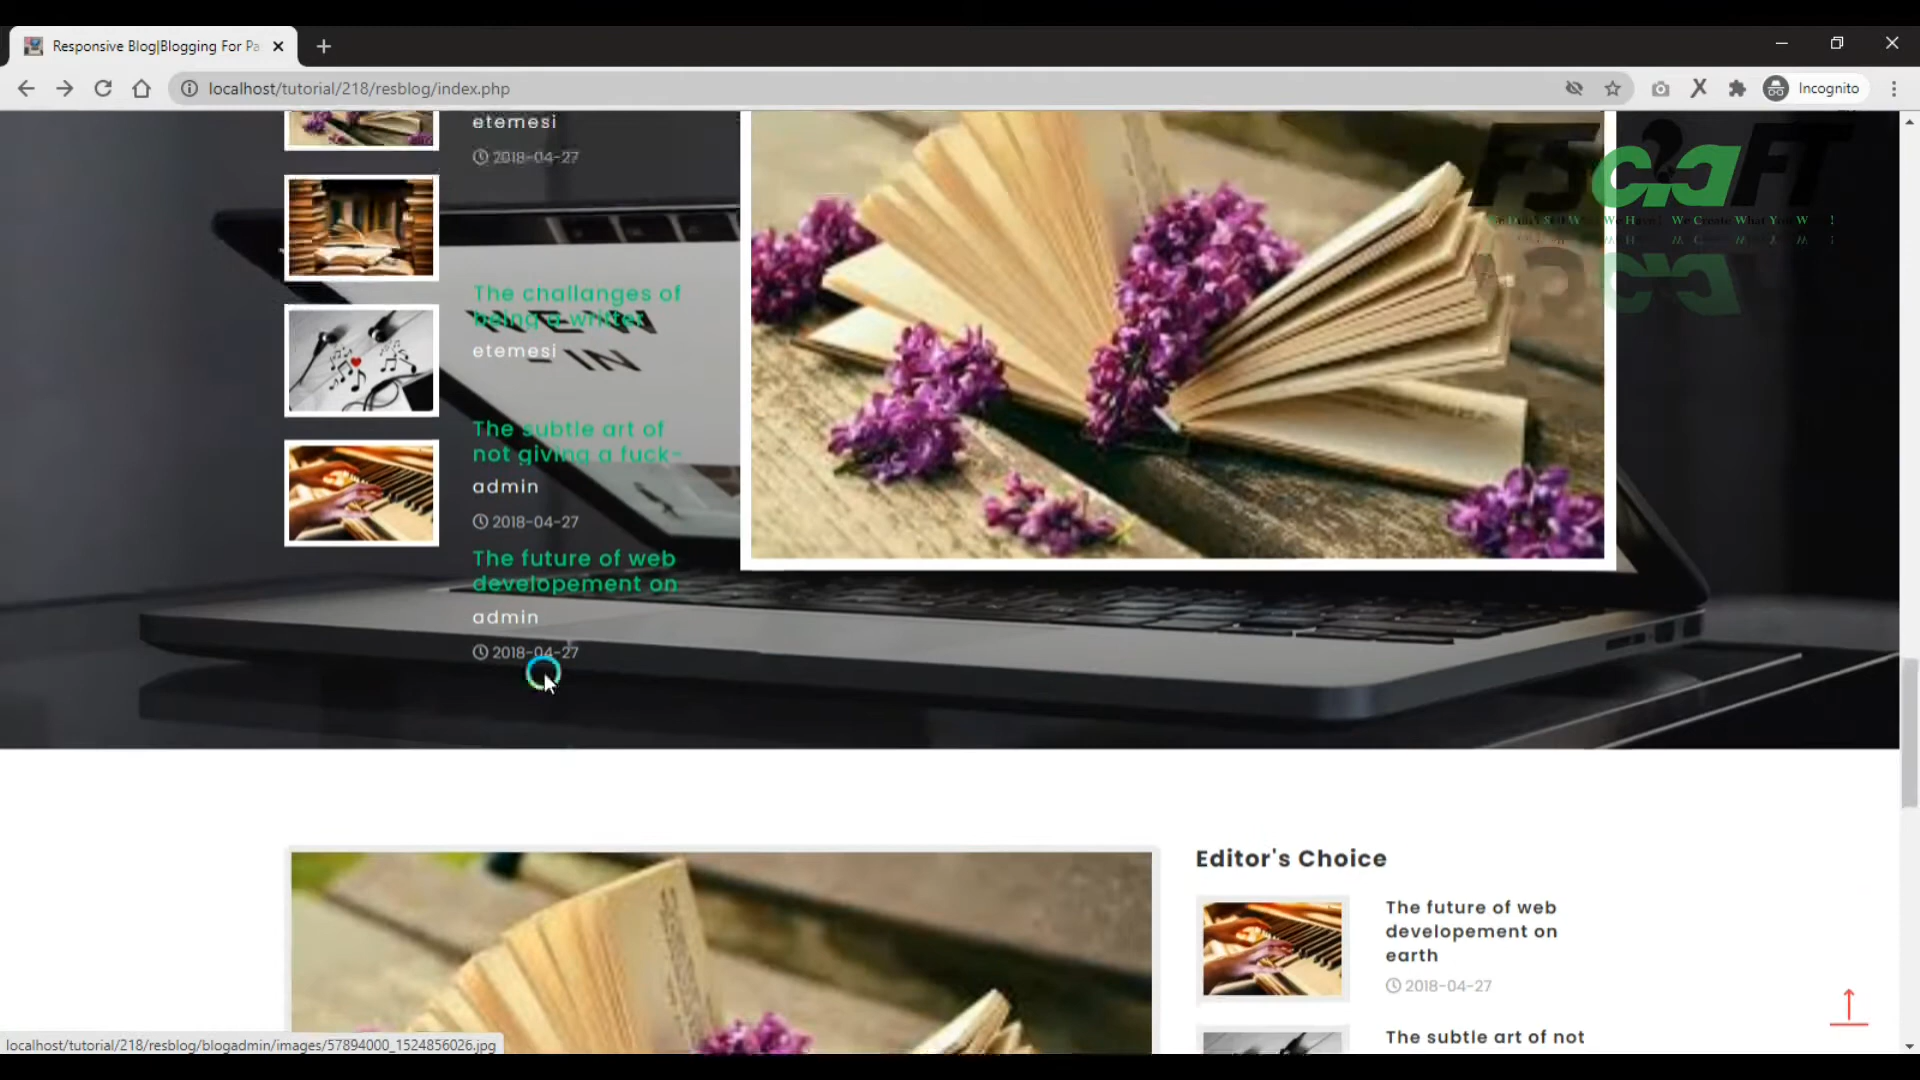 Responsive Blog|Blogging For Pa
localhost/tutorial/218/resblog/index.php
Incognito
etemesi
2018-04-27
The challanges of
being a writter
etemesi
The subtle art of
not giving a fuck-
admin
2018-04-27
The future of web
developement on
admin
2018-04-27
Editor's Choice
The future of web
developement on
earth
2018-04-27
The subtle art of not
localhost/tutorial/218/resblog/blogadmin/images/57894000_1524856026.jpg